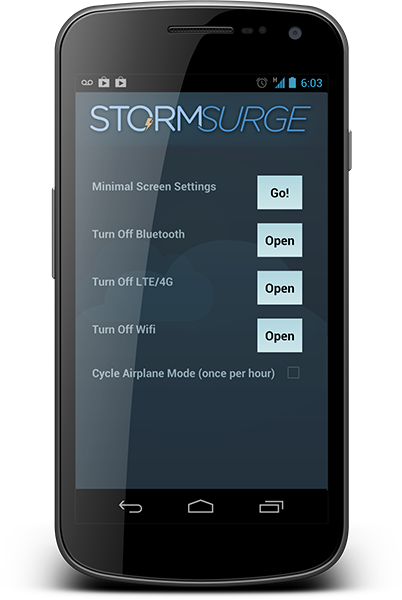 H 6:03
STORMSURGE
Minimal Screen Settings Go!
Turn Off Bluetooth Open
Turn Off LTE/4G Open
Turn Off Wifi Open
Cycle Airplane Mode (once per hour)